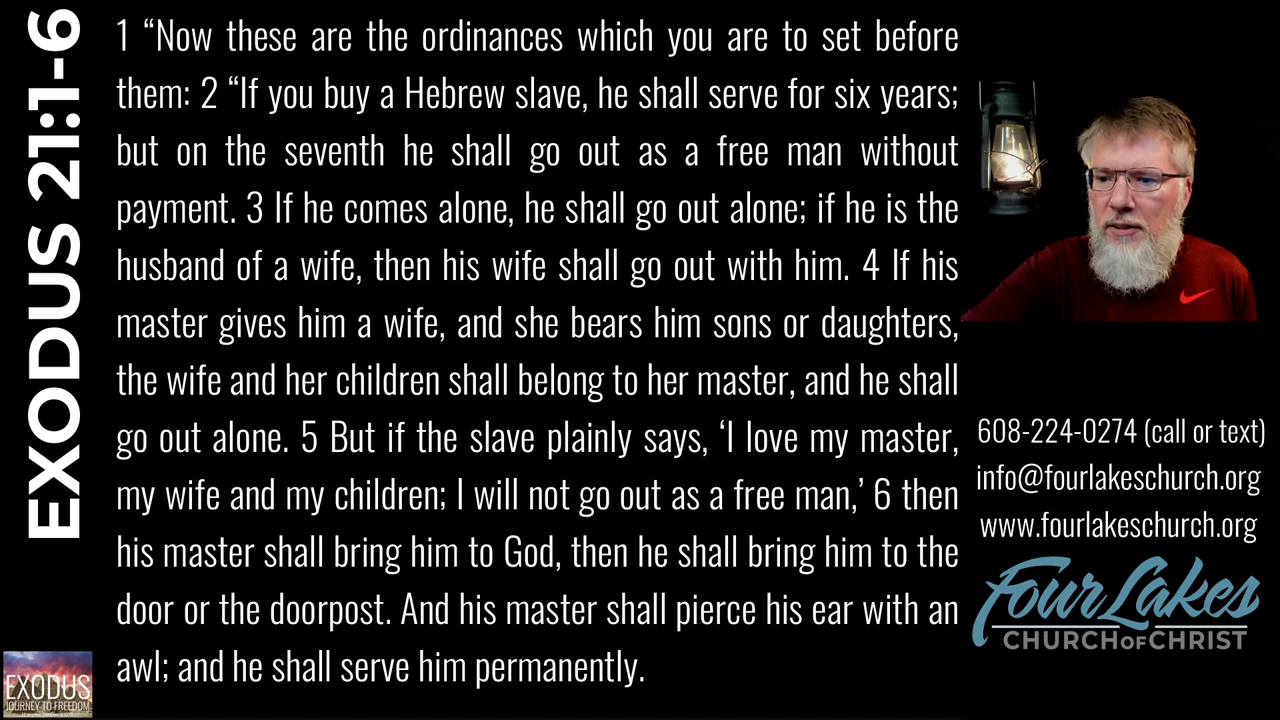 EXODUS 21:1-6
1 “Now these are the ordinances which you are to set before
them: 2 “If you buy a Hebrew slave, he shall serve for six years;
but on the seventh he shall go out as a free man without
payment. 3 If he comes alone, he shall go out alone; if he is the
husband of a wife, then his wife shall go out with him. 4 If his
master gives him a wife, and she bears him sons or daughters,
the wife and her children shall belong to her master, and he shall
go out alone. 5 But if the slave plainly says, ‘I love my master,
my wife and my children; I will not go out as a free man,’ 6 then
his master shall bring him to God, then he shall bring him to the
door or the doorpost. And his master shall pierce his ear with an
awl; and he shall serve him permanently.
608-224-0274 (call or text)
info@fourlakeschurch.org
www.fourlakeschurch.org
Four Lakes
CHURCH OF CHRIST
EXODUS
JOURNEY TO FREEDOM